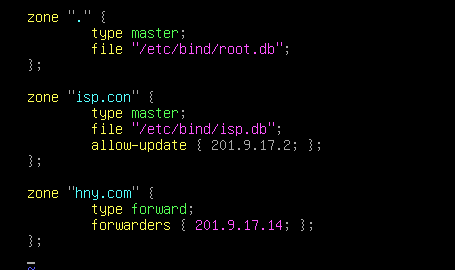 zone "." {
type master;
file "/etc/bind/root.db";
};
zone "isp.con" {
type master;
file "/etc/bind/isp.db";
allow-update { 201.9.17.2; };
};
zone "hny.com" {
type forward;
forwarders { 201.9.17.14; };
};
~